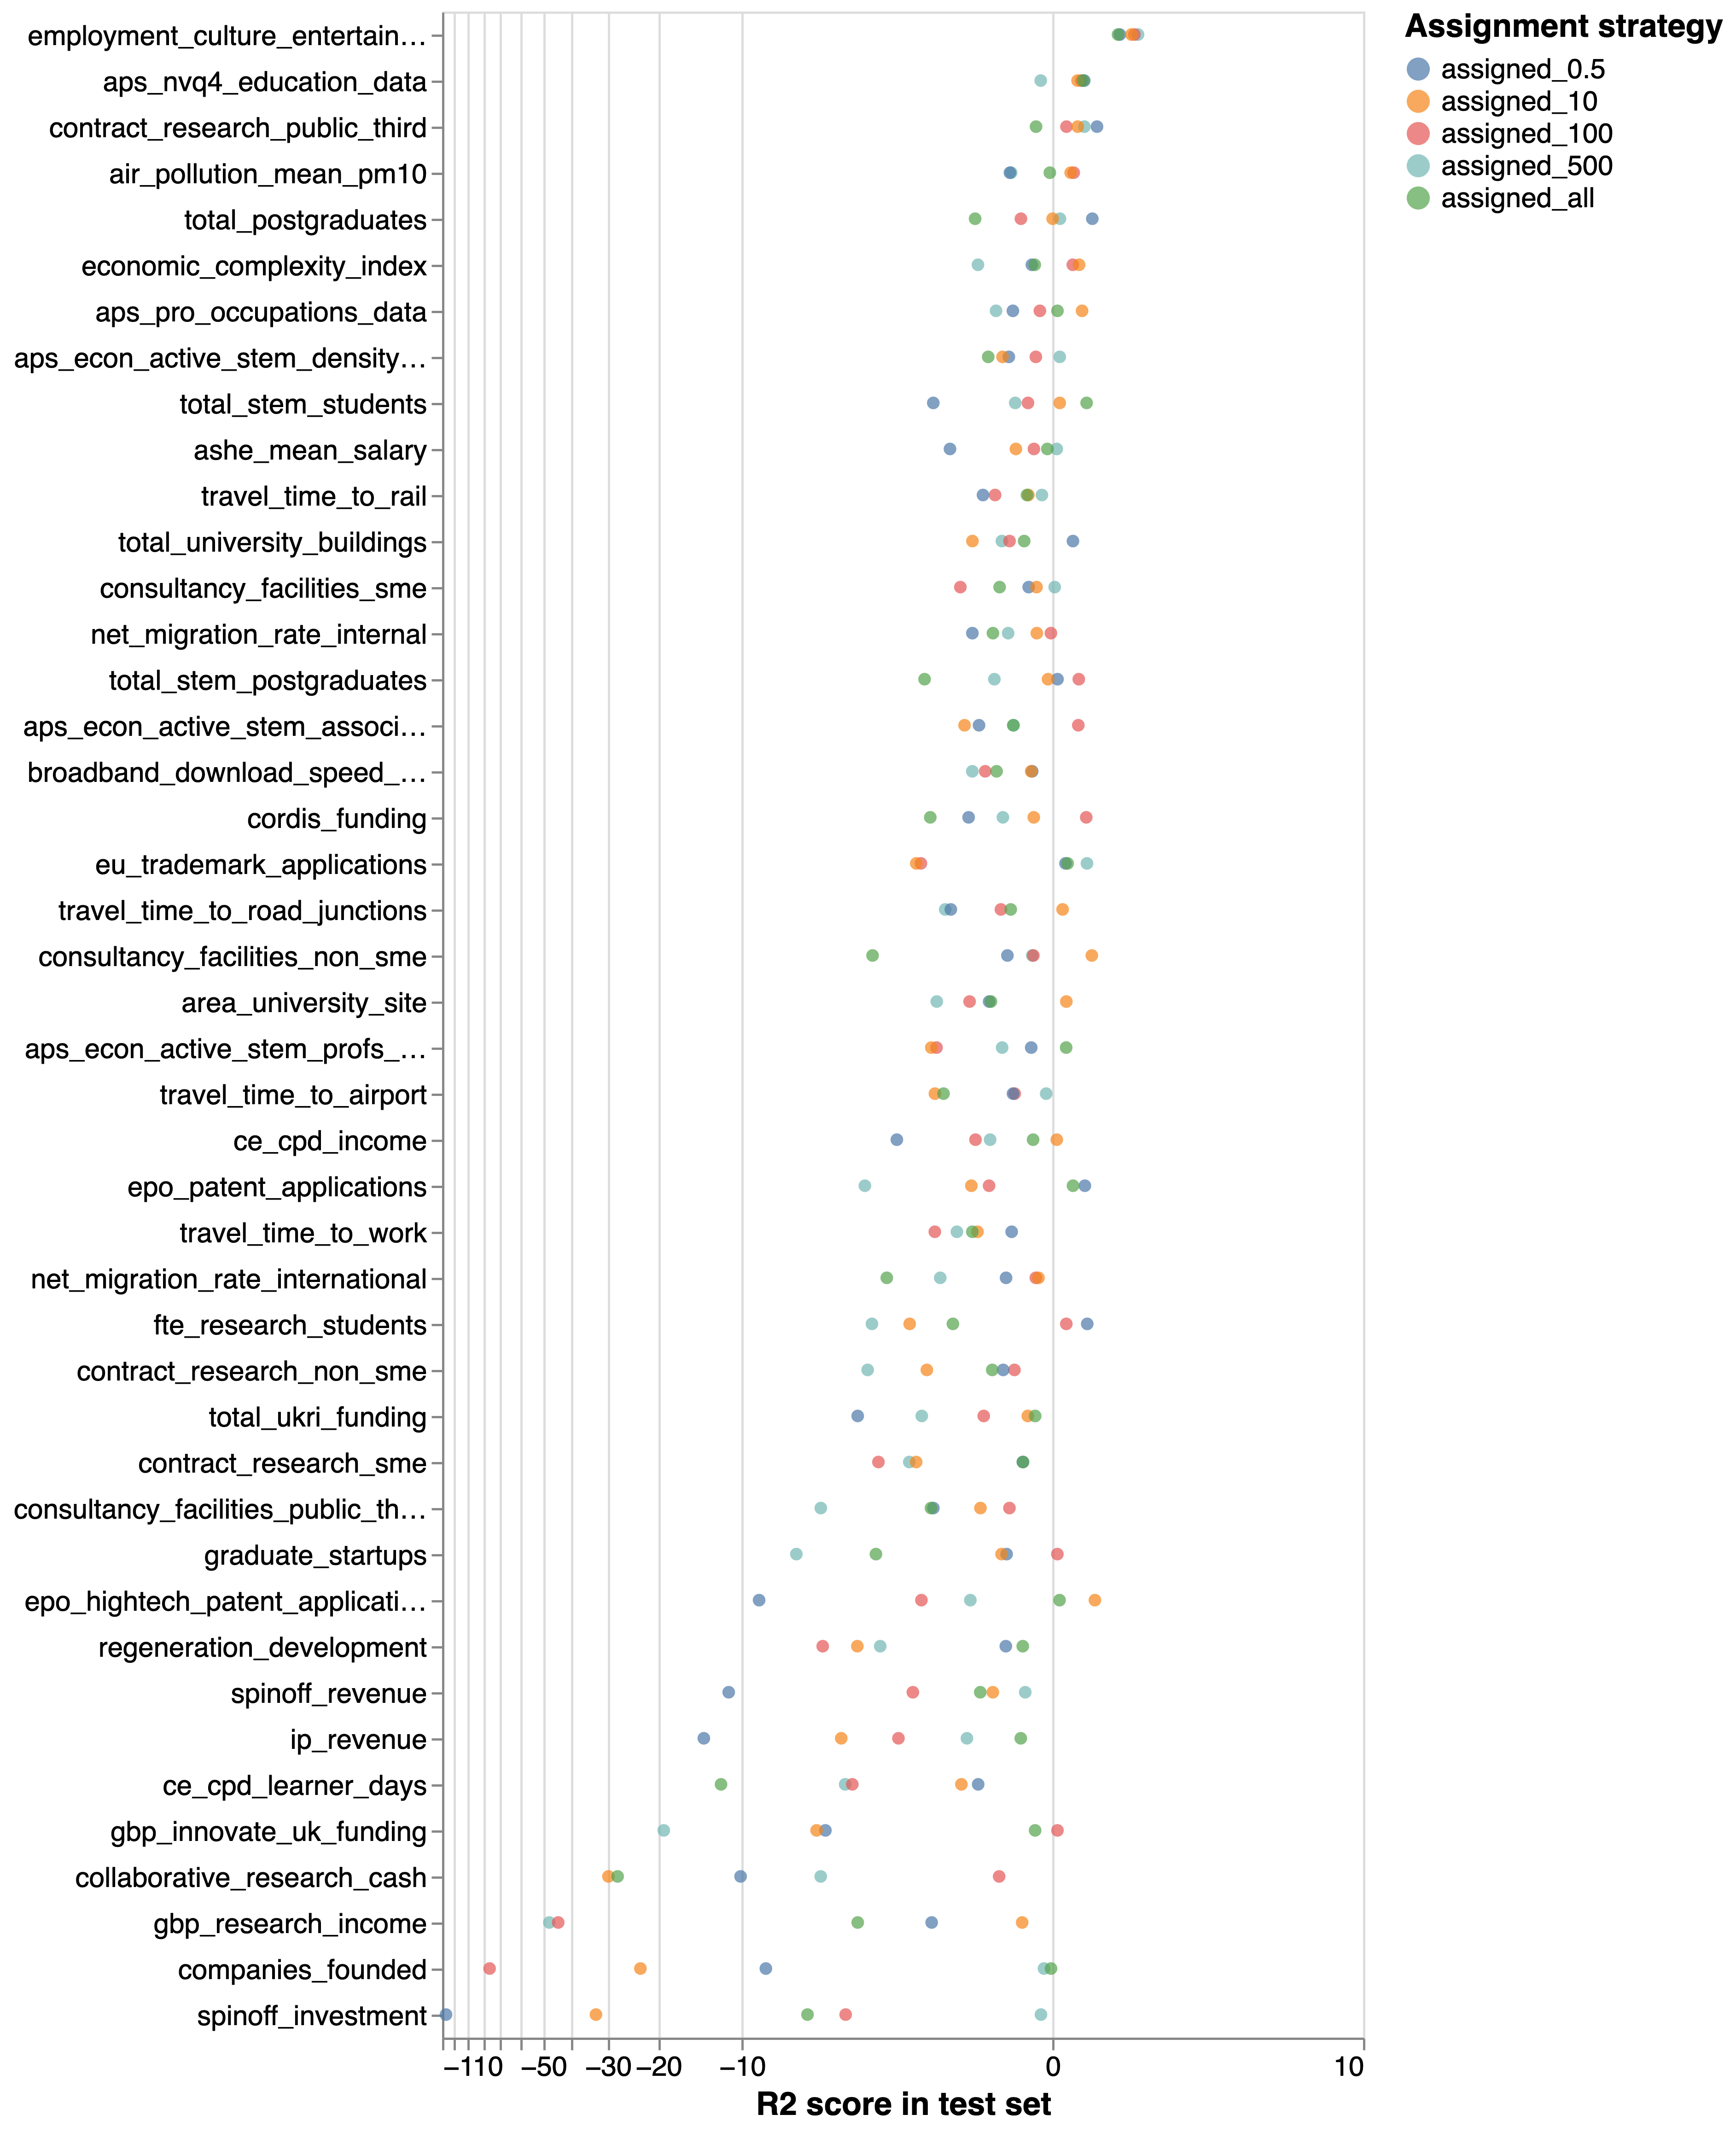 employment_culture_entertain…
aps_nvq4_education_data
contract_research_public_third
air_pollution_mean_pm10
total_postgraduates
economic_complexity_index
aps_pro_occupations_data
aps_econ_active_stem_density…
total_stem_students
ashe_mean_salary
travel_time_to_rail
total_university_buildings
consultancy_facilities_sme
net_migration_rate_internal
total_stem_postgraduates
aps_econ_active_stem_associ…
broadband_download_speed_…
cordis_funding
eu_trademark_applications
travel_time_to_road_junctions
consultancy_facilities_non_sme
area_university_site
aps_econ_active_stem_profs_…
travel_time_to_airport
ce_cpd_income
epo_patent_applications
travel_time_to_work
net_migration_rate_international
fte_research_students
contract_research_non_sme
total_ukri_funding
contract_research_sme
consultancy_facilities_public_th…
graduate_startups
epo_hightech_patent_applicati…
regeneration_development
spinoff_revenue
ip_revenue
ce_cpd_learner_days
gbp_innovate_uk_funding
collaborative_research_cash
gbp_research_income
companies_founded
spinoff_investment
−110 −50 −30 −20 −10 0 10
R2 score in test set
Assignment strategy
assigned_0.5
assigned_10
assigned_100
assigned_500
assigned_all